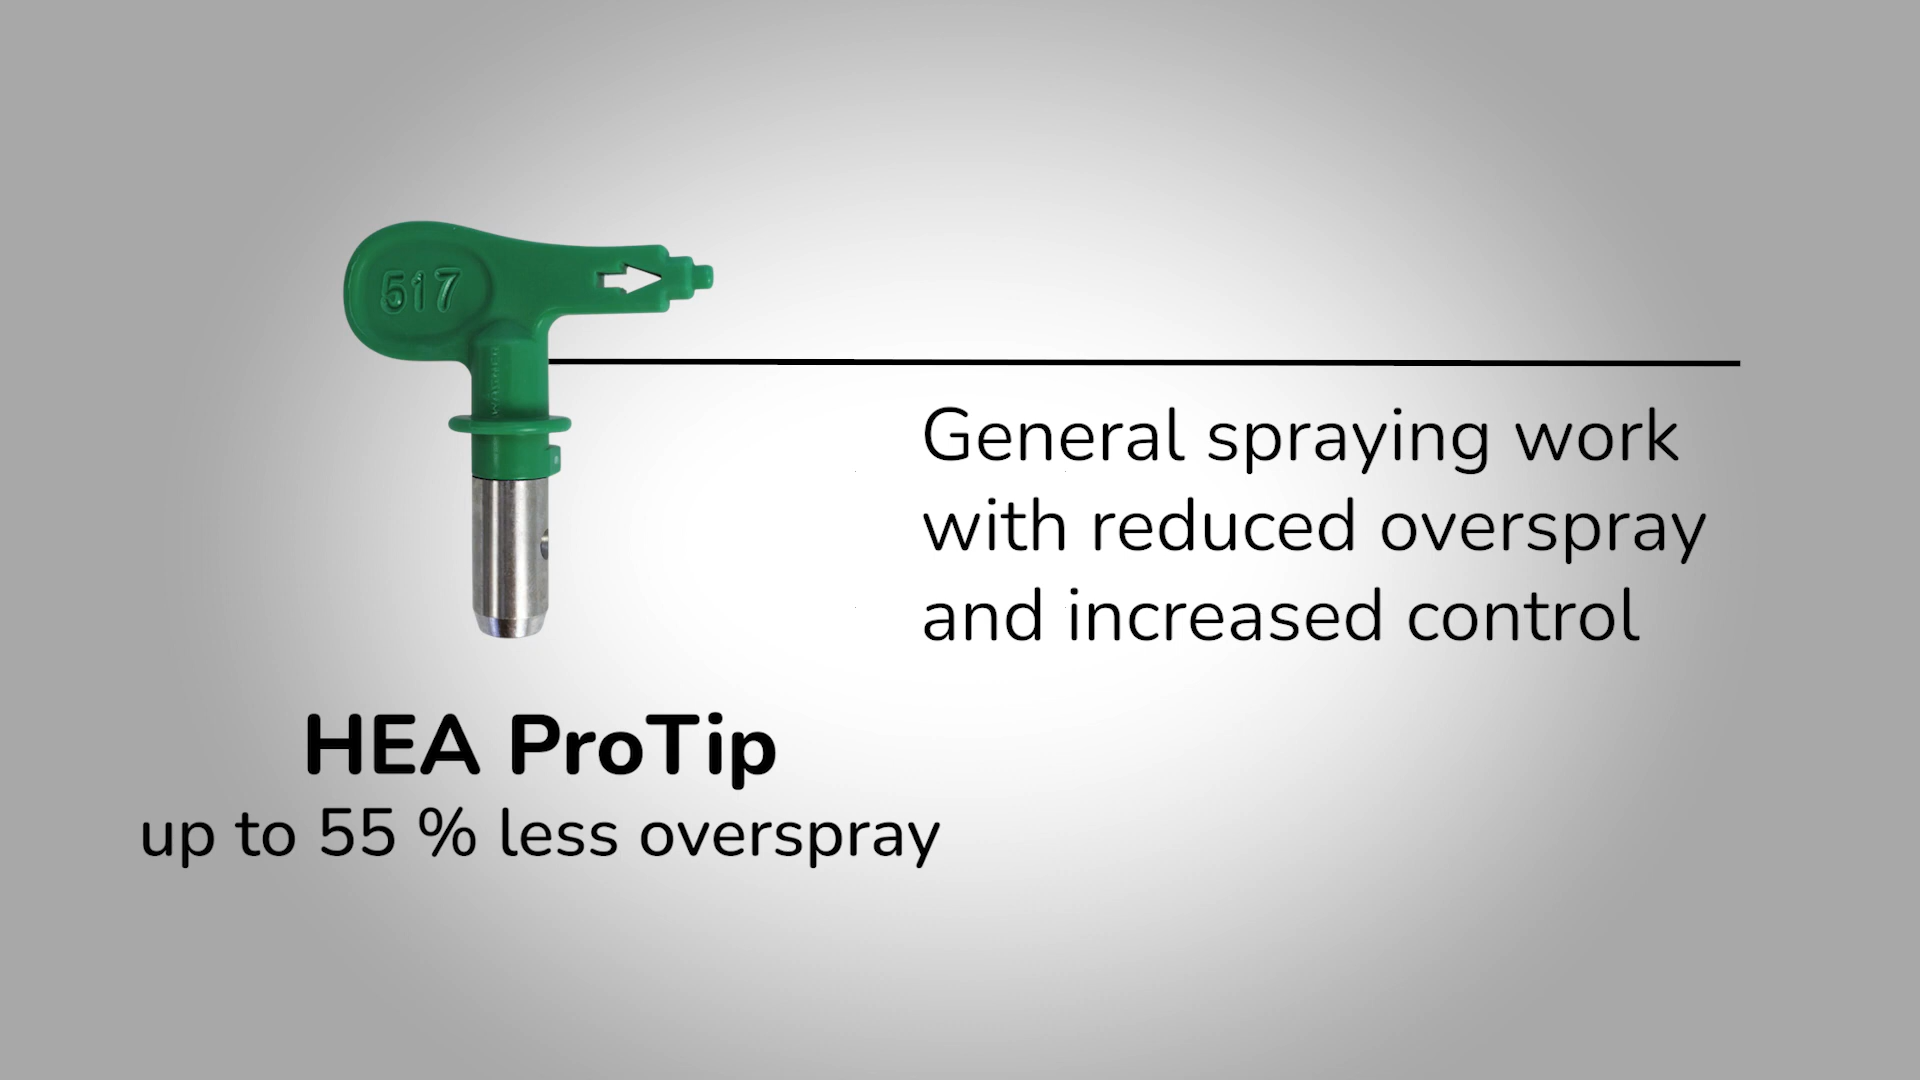 517
General spraying work
with reduced overspray
and increased control
HEA ProTip
up to 55 % less overspray